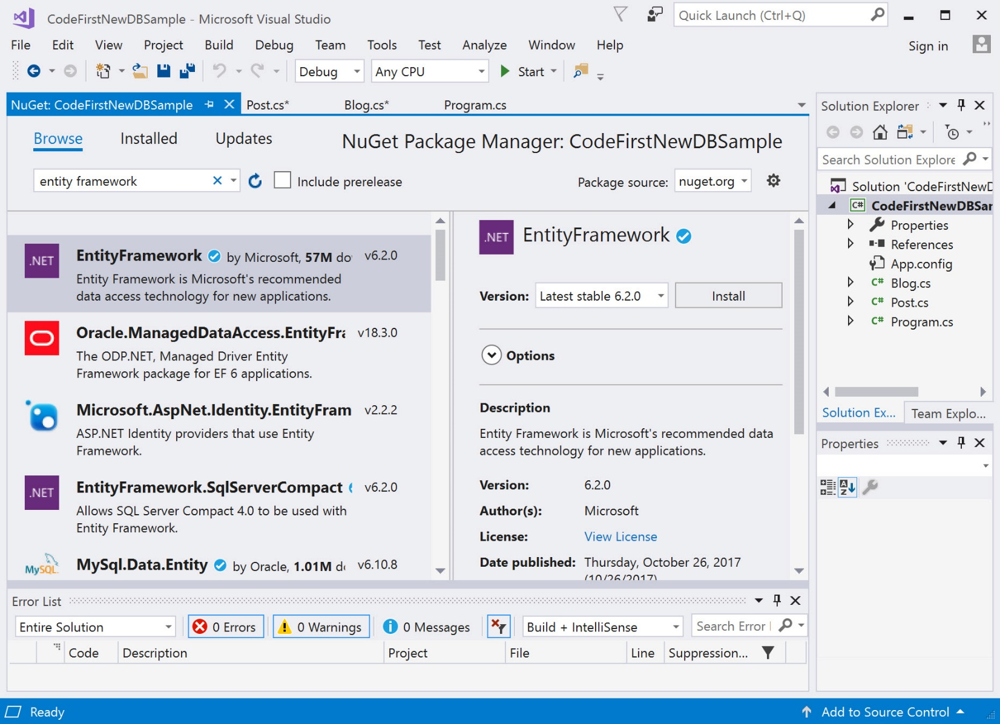 CodeFirstNewDBSample - Microsoft Visual Studio
Quick Launch (Ctrl+Q)
File Edit View Project Build Debug Team Tools Test Analyze Window Help
Sign in
Debug
Any CPU
Start
NuGet: CodeFirstNewDBSample
Post.cs*
Blog.cs*
Program.cs
Browse
Installed
Updates
NuGet Package Manager: CodeFirstNewDBSample
entity framework
Include prerelease
Package source: nuget.org
.NET
EntityFramework by Microsoft, 57M do v6.2.0
Entity Framework is Microsoft's recommended
data access technology for new applications.
Oracle.ManagedDataAccess.EntityFra v18.3.0
The ODP.NET, Managed Driver Entity
Framework package for EF 6 applications.
Microsoft.AspNet.Identity.EntityFram v2.2.2
ASP.NET Identity providers that use Entity
Framework.
.NET
EntityFramework.SqlServerCompact v6.2.0
Allows SQL Server Compact 4.0 to be used with
Entity Framework.
MySQL
MySql.Data.Entity by Oracle, 1.01M d v6.10.8
.NET
EntityFramework
Version: Latest stable 6.2.0
Install
Options
Description
Entity Framework is Microsoft's recommended data
access technology for new applications.
Version: 6.2.0
Author(s): Microsoft
License: View License
Date published: Thursday, October 26, 2017
(10/26/2017)
Solution Explorer
Search Solution Explore
Solution 'CodeFirstNewD
C# CodeFirstNewDBSar
Properties
References
App.config
C# Blog.cs
C# Post.cs
C# Program.cs
Solution Ex...
Team Explo...
Properties
A
Z
Error List
Entire Solution
0 Errors
0 Warnings
0 Messages
Build + IntelliSense
Search Error
Code
Description
Project
File
Line
Suppression...
Ready
Add to Source Control